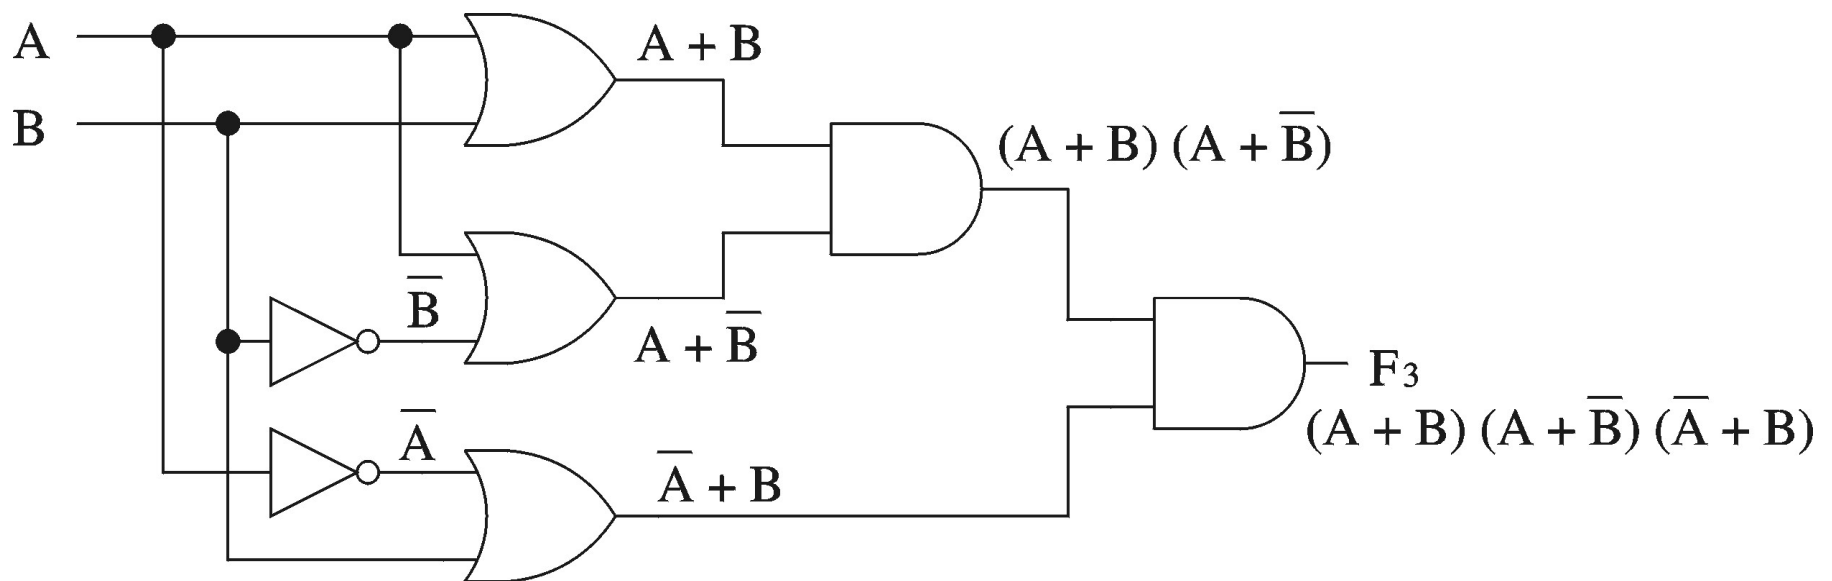 A
A + B
B
(A + B) (A + B̅)
B̅
A + B̅
F₃
A̅
(A + B) (A + B̅) (A̅ + B)
A̅ + B